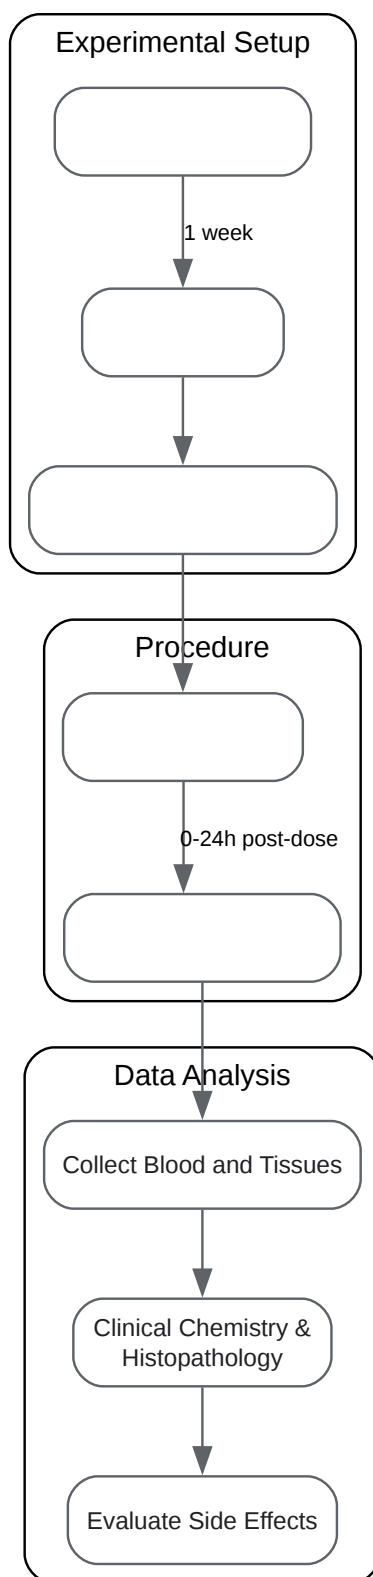 Experimental Setup
1 week
Procedure
0-24h post-dose
Data Analysis
Collect Blood and Tissues
Clinical Chemistry &
Histopathology
Evaluate Side Effects